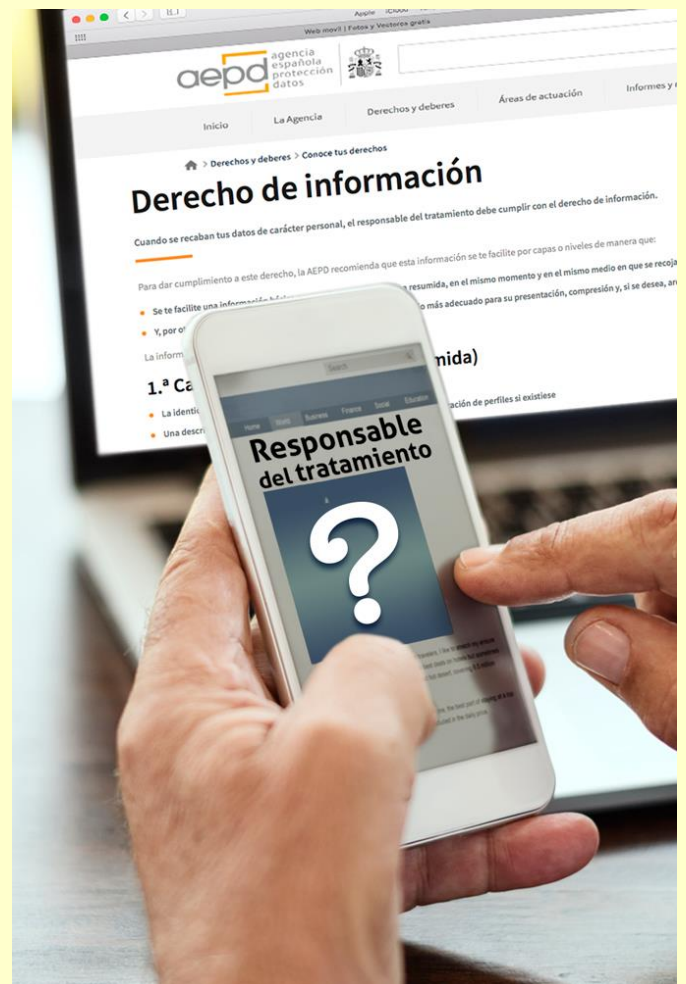 Apple
Web movil | Fotos y Vectores gratis
aepd
agencia
española
protección
datos
Inicio
La Agencia
Derechos y deberes
Áreas de actuación
Informes y
> Derechos y deberes > Conoce tus derechos
Derecho de información
Cuando se recaban tus datos de carácter personal, el responsable del tratamiento debe cumplir con el derecho de información.
Para dar cumplimiento a este derecho, la AEPD recomienda que esta información se te facilite por capas o niveles de manera que:
Se te facilite una información resumida, en el mismo momento y en el mismo medio en que se recoja
Y, por más adecuado para su presentación, compresión y, si se desea, ar
La inform
1.ª Ca mida)
La identi ación de perfiles si existiese
Una descri
Search
Home World Business Finance Social Education
Responsable
del tratamiento
?